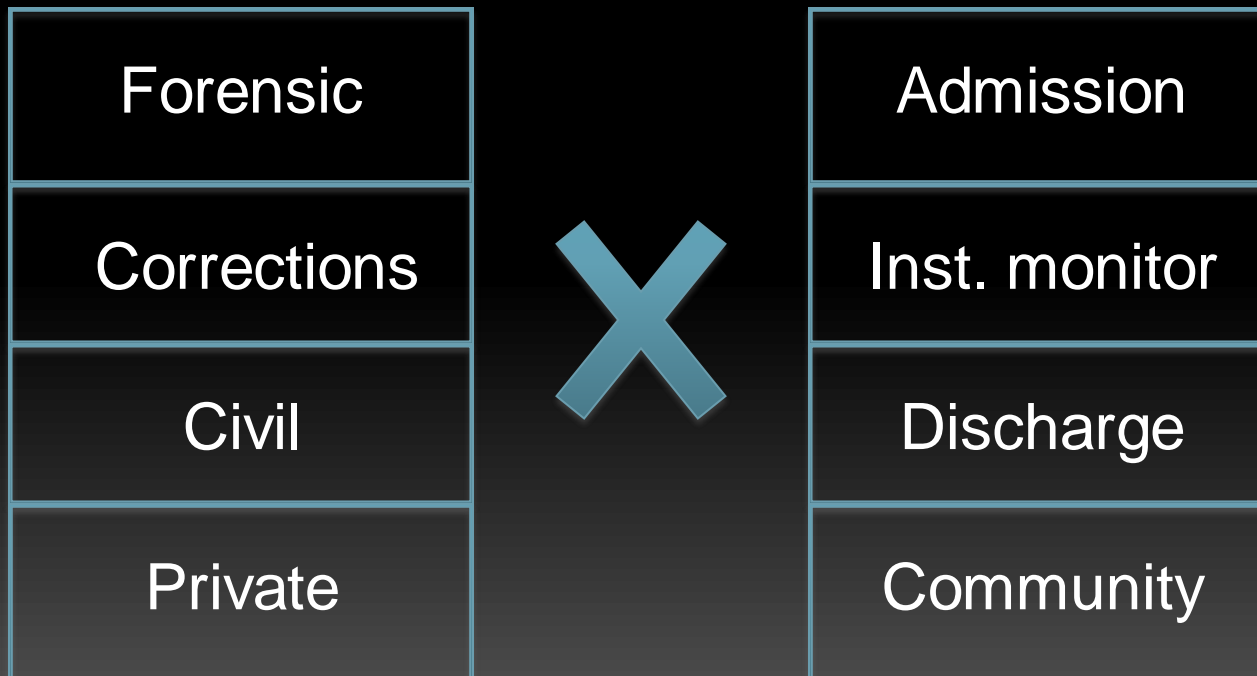 Forensic
Corrections
Civil
Private
Admission
Inst. monitor
Discharge
Community